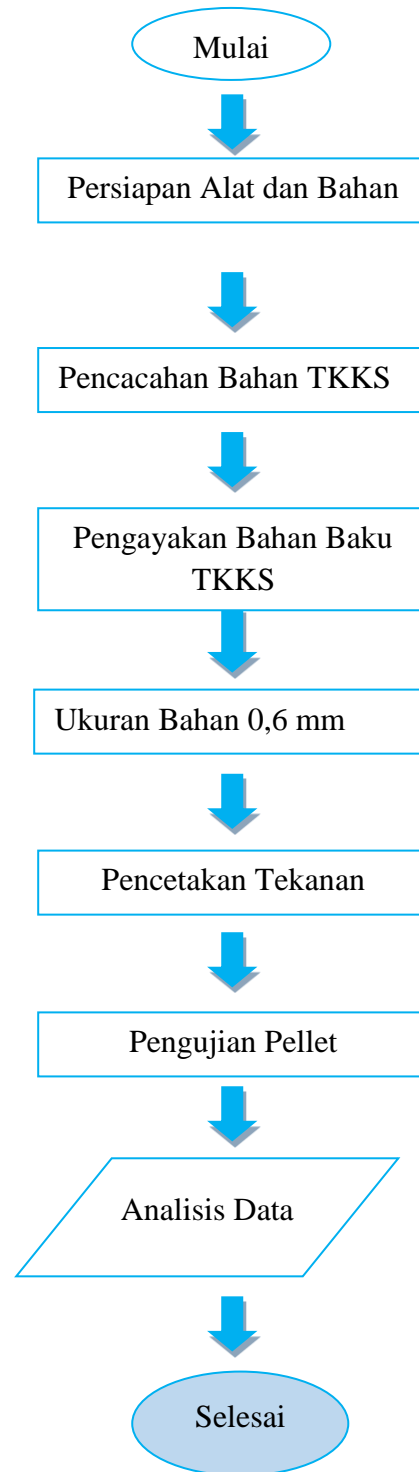 Mulai
Persiapan Alat dan Bahan
Pencacahan Bahan TKKS
Pengayakan Bahan Baku
TKKS
Ukuran Bahan 0,6 mm
Pencetakan Tekanan
Pengujian Pellet
Analisis Data
Selesai